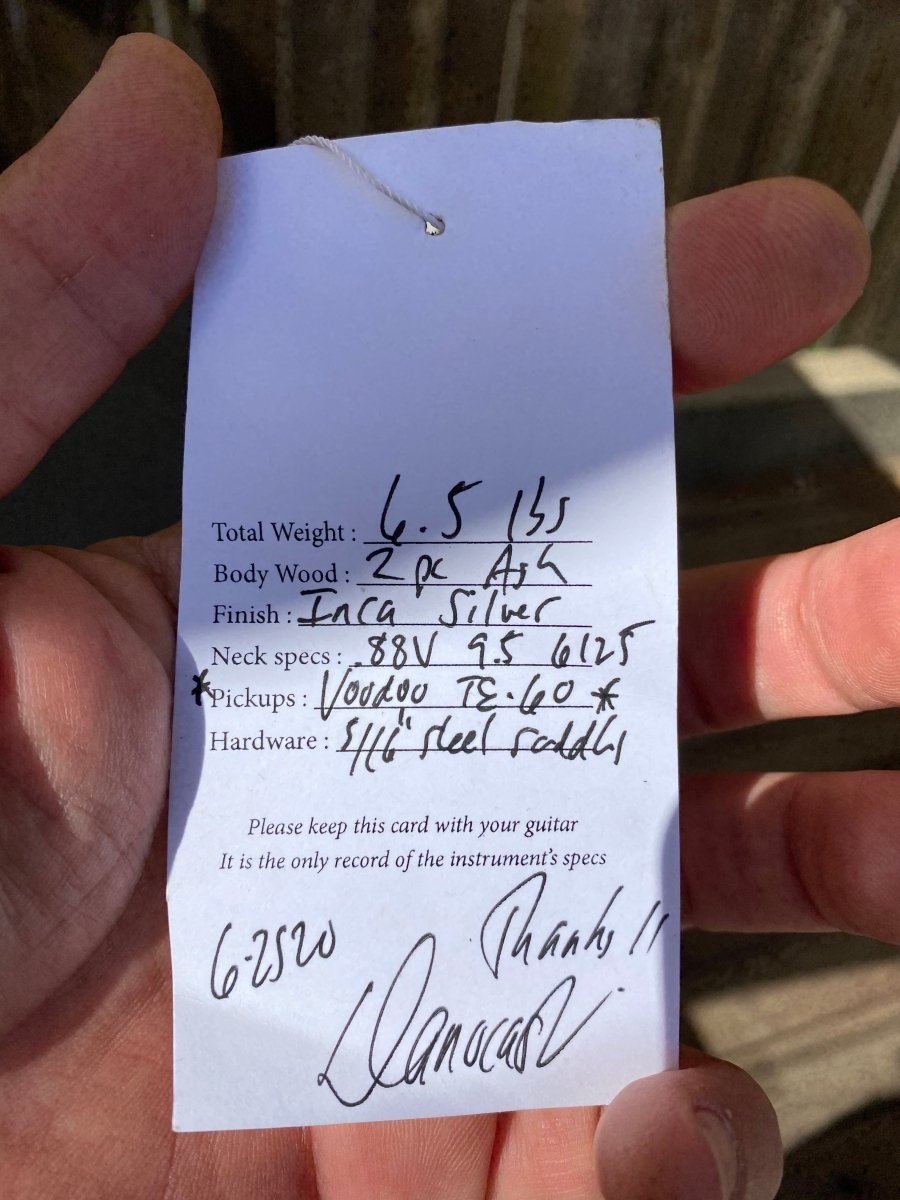 Total Weight : 6.5 lbs
Body Wood : 2 pc Ash
Finish : Inca Silver
Neck specs : .88V 9.5 6125
*Pickups : Voodoo TE-60 *
Hardware : 5/16" steel saddles
Please keep this card with your guitar
It is the only record of the instrument's specs
Thanks !!
6-25 20
Danocaster